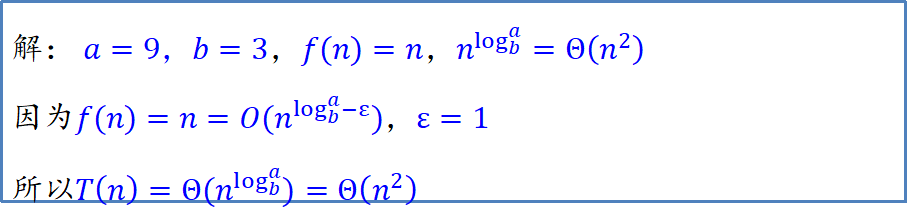 解： a = 9，b = 3，f(n) = n，n^{log_b^a} = Θ(n^2)
因为f(n) = n = O(n^{log_b^a−ε})，ε = 1
所以T(n) = Θ(n^{log_b^a}) = Θ(n^2)